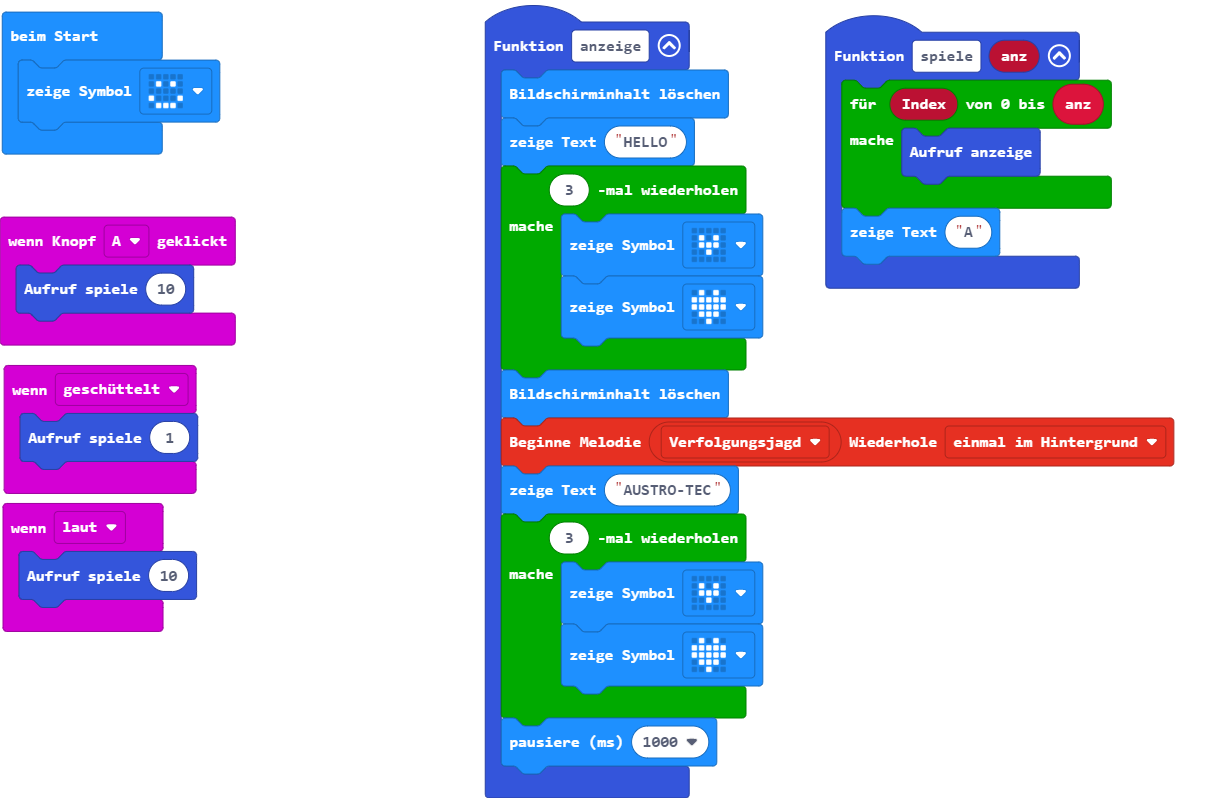 beim Start
zeige Symbol
wenn Knopf A geklickt
Aufruf spiele 10
wenn geschüttelt
Aufruf spiele 1
wenn laut
Aufruf spiele 10
Funktion anzeige
Bildschirminhalt löschen
zeige Text "HELLO"
3 -mal wiederholen
mache
zeige Symbol
zeige Symbol
Bildschirminhalt löschen
Beginne Melodie Verfolgungsjagd Wiederhole einmal im Hintergrund
zeige Text "AUSTRO-TEC"
3 -mal wiederholen
mache
zeige Symbol
zeige Symbol
pausiere (ms) 1000
Funktion spiele anz
für Index von 0 bis anz
mache
Aufruf anzeige
zeige Text "A"